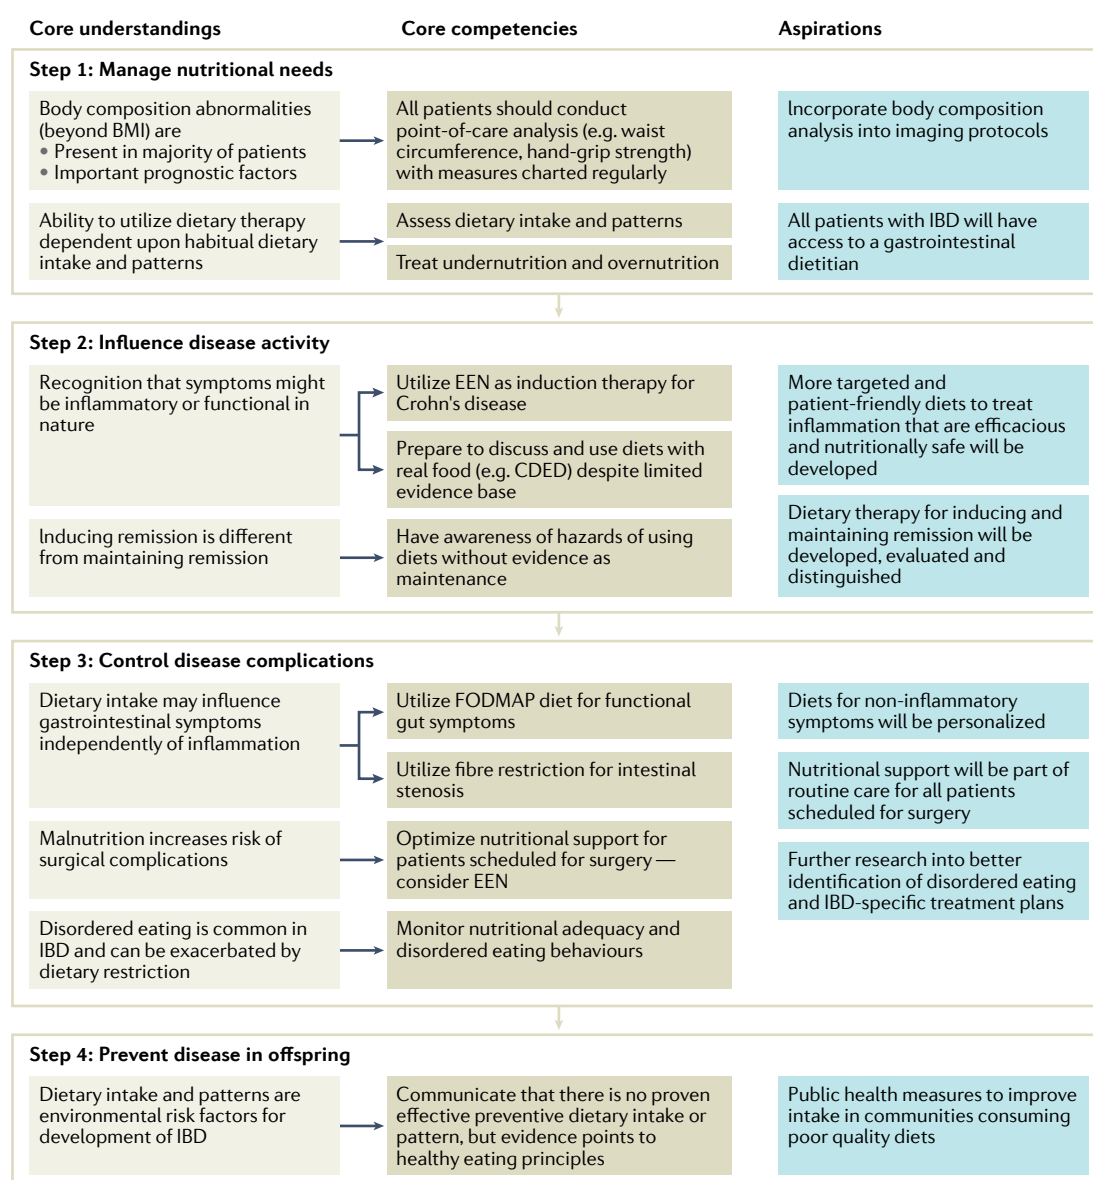 Core understandings
Core competencies
Aspirations
Step 1: Manage nutritional needs
Body composition abnormalities
(beyond BMI) are
• Present in majority of patients
• Important prognostic factors
All patients should conduct
point-of-care analysis (e.g. waist
circumference, hand-grip strength)
with measures charted regularly
Incorporate body composition
analysis into imaging protocols
Ability to utilize dietary therapy
dependent upon habitual dietary
intake and patterns
Assess dietary intake and patterns
Treat undernutrition and overnutrition
All patients with IBD will have
access to a gastrointestinal
dietitian
Step 2: Influence disease activity
Recognition that symptoms might
be inflammatory or functional in
nature
Utilize EEN as induction therapy for
Crohn's disease
Prepare to discuss and use diets with
real food (e.g. CDED) despite limited
evidence base
More targeted and
patient-friendly diets to treat
inflammation that are efficacious
and nutritionally safe will be
developed
Inducing remission is different
from maintaining remission
Have awareness of hazards of using
diets without evidence as
maintenance
Dietary therapy for inducing and
maintaining remission will be
developed, evaluated and
distinguished
Step 3: Control disease complications
Dietary intake may influence
gastrointestinal symptoms
independently of inflammation
Utilize FODMAP diet for functional
gut symptoms
Utilize fibre restriction for intestinal
stenosis
Diets for non-inflammatory
symptoms will be personalized
Nutritional support will be part of
routine care for all patients
scheduled for surgery
Malnutrition increases risk of
surgical complications
Optimize nutritional support for
patients scheduled for surgery —
consider EEN
Further research into better
identification of disordered eating
and IBD-specific treatment plans
Disordered eating is common in
IBD and can be exacerbated by
dietary restriction
Monitor nutritional adequacy and
disordered eating behaviours
Step 4: Prevent disease in offspring
Dietary intake and patterns are
environmental risk factors for
development of IBD
Communicate that there is no proven
effective preventive dietary intake or
pattern, but evidence points to
healthy eating principles
Public health measures to improve
intake in communities consuming
poor quality diets